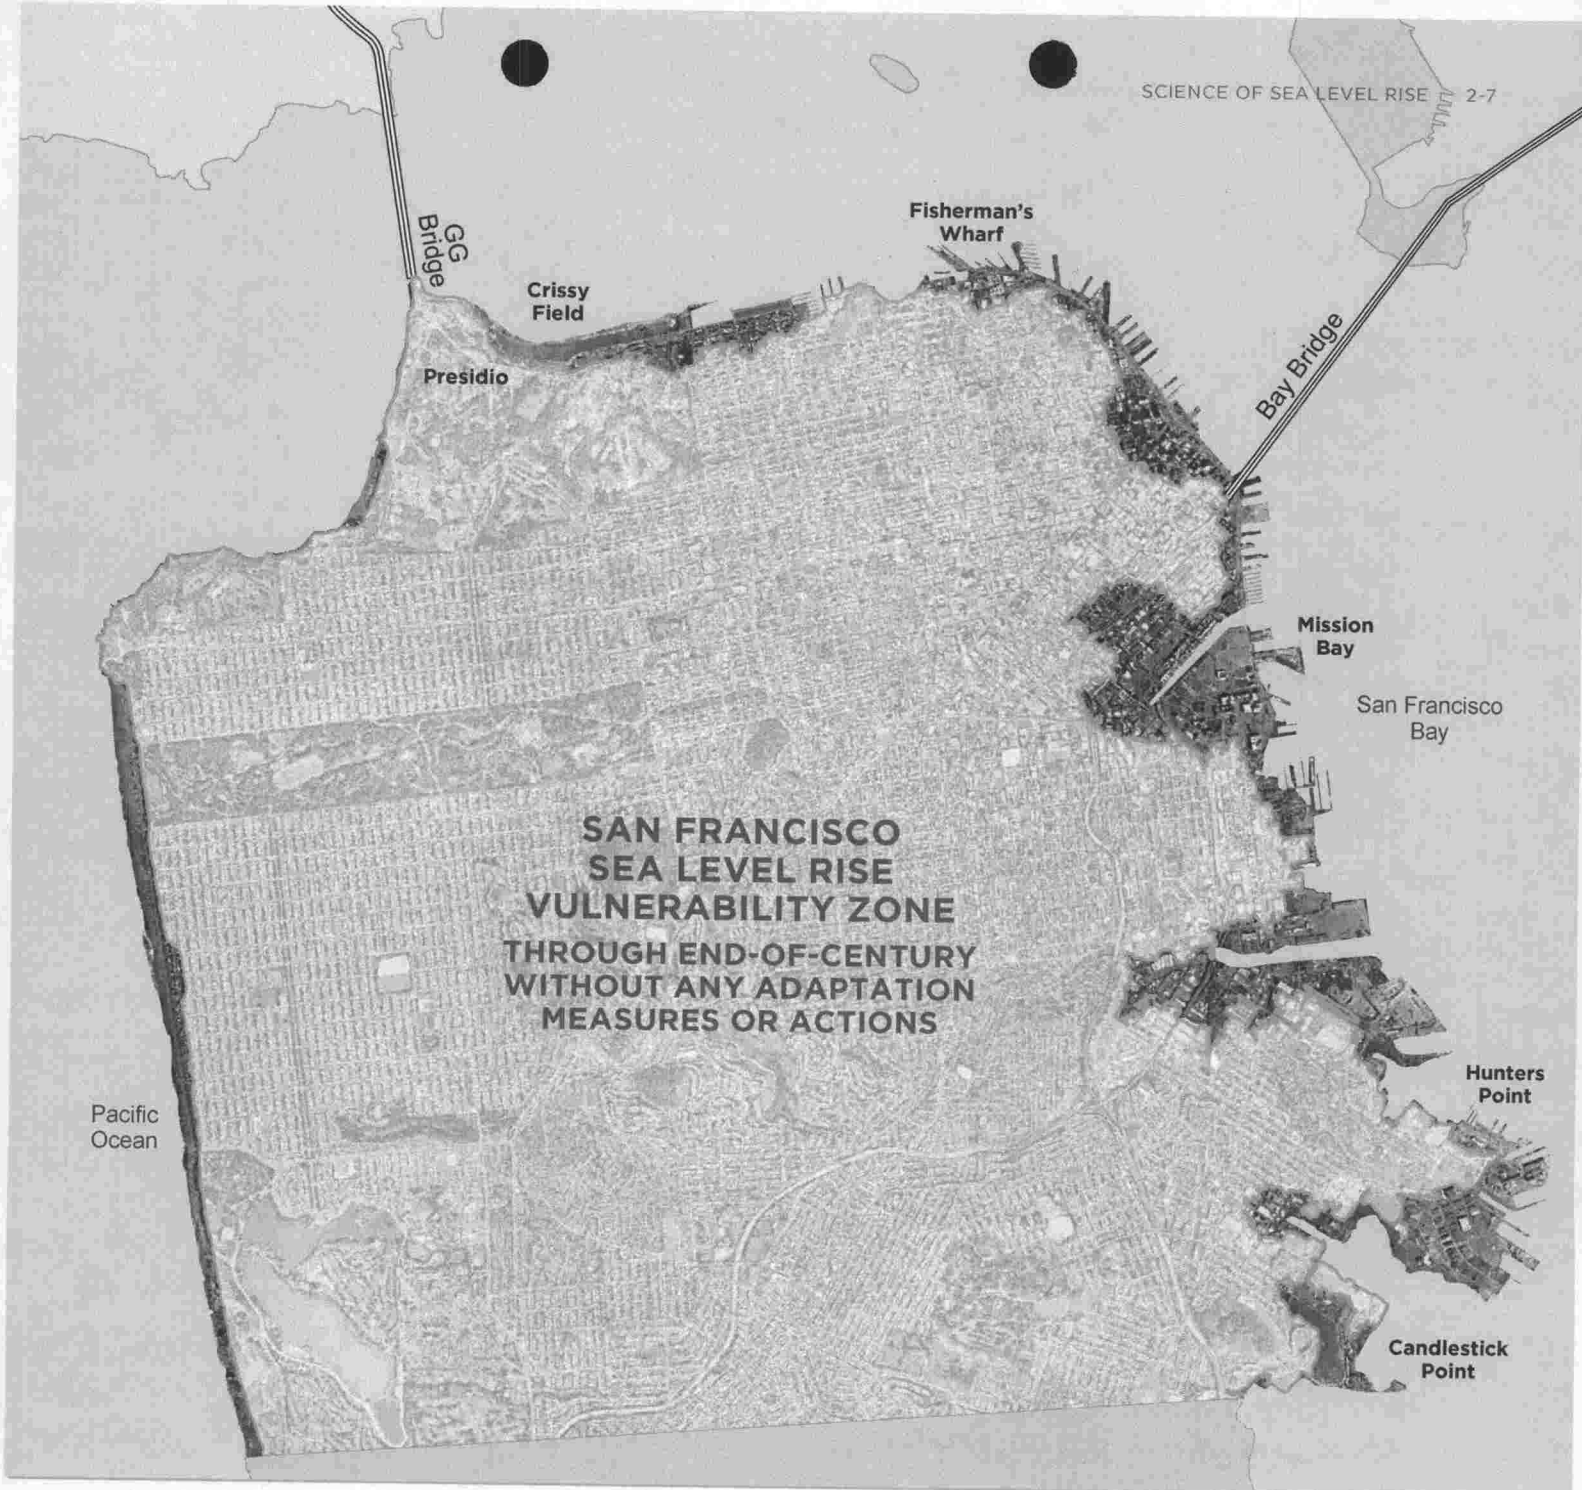 SCIENCE OF SEA LEVEL RISE 2-7
Fisherman's
Wharf
GG
Bridge
Crissy
Field
Presidio
Bay Bridge
Mission
Bay
San Francisco
Bay
SAN FRANCISCO
SEA LEVEL RISE
VULNERABILITY ZONE
THROUGH END-OF-CENTURY
WITHOUT ANY ADAPTATION
MEASURES OR ACTIONS
Hunters
Point
Pacific
Ocean
Candlestick
Point